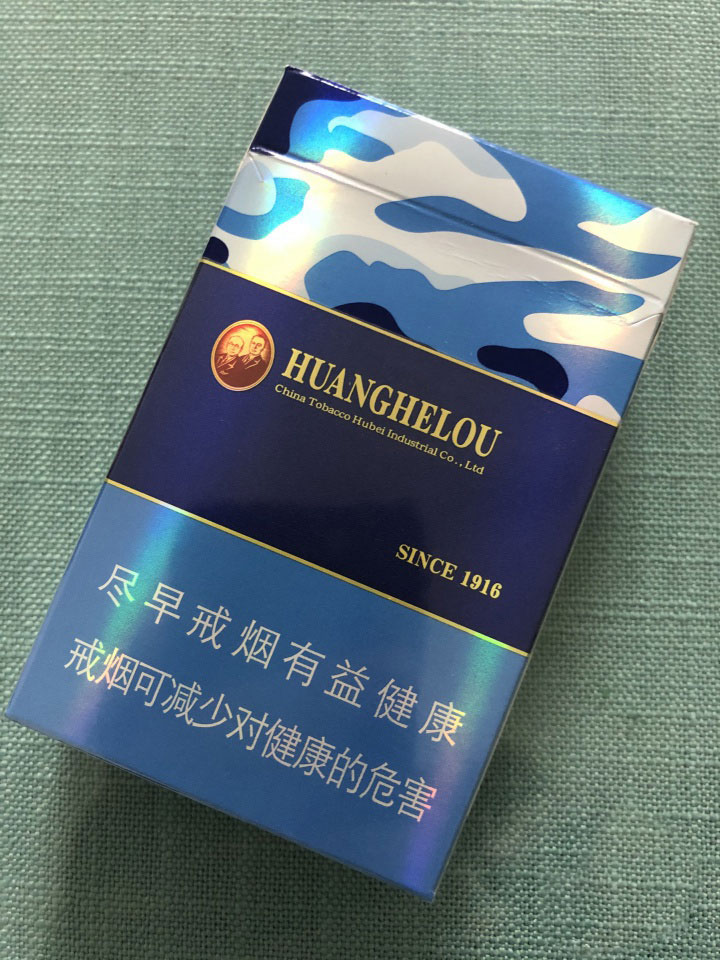 HUANGHELOU
China Tobacco Hubei Industrial Co., Ltd
SINCE 1916
尽早戒烟有益健康
戒烟可减少对健康的危害